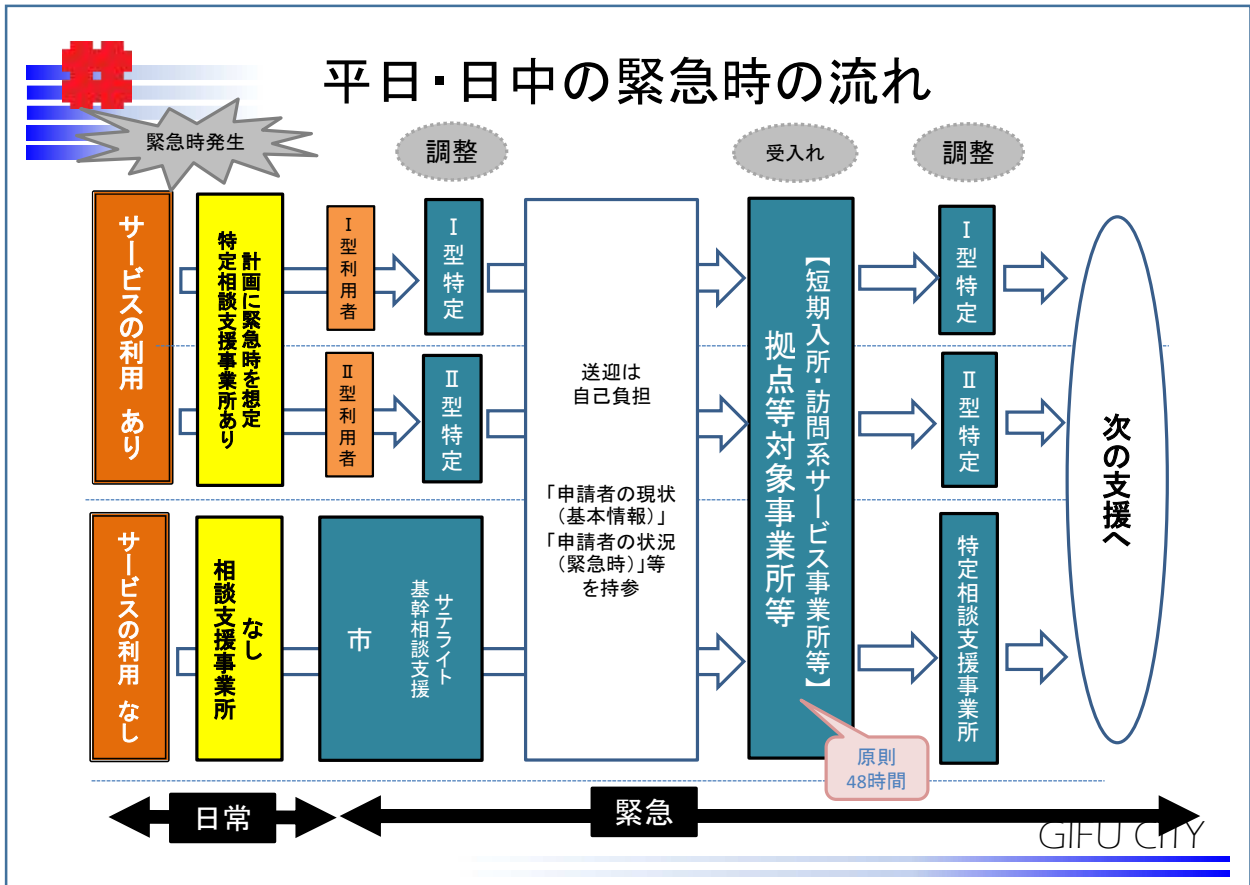 平日・日中の緊急時の流れ
緊急時発生
調整
受入れ
調整
サービスの利用 あり
計画に緊急時を想定
特定相談支援事業所あり
Ⅰ型利用者
Ⅰ型特定
Ⅱ型利用者
Ⅱ型特定
サービスの利用 なし
なし
相談支援事業所
サテライト
基幹相談支援
市
送迎は
自己負担
「申請者の現状
(基本情報)」
「申請者の状況
(緊急時)」等
を持参
【短期入所・訪問系サービス事業所等】
拠点等対象事業所等
原則
48時間
Ⅰ型特定
Ⅱ型特定
特定相談支援事業所
次の支援へ
日常
緊急
GIFU CITY